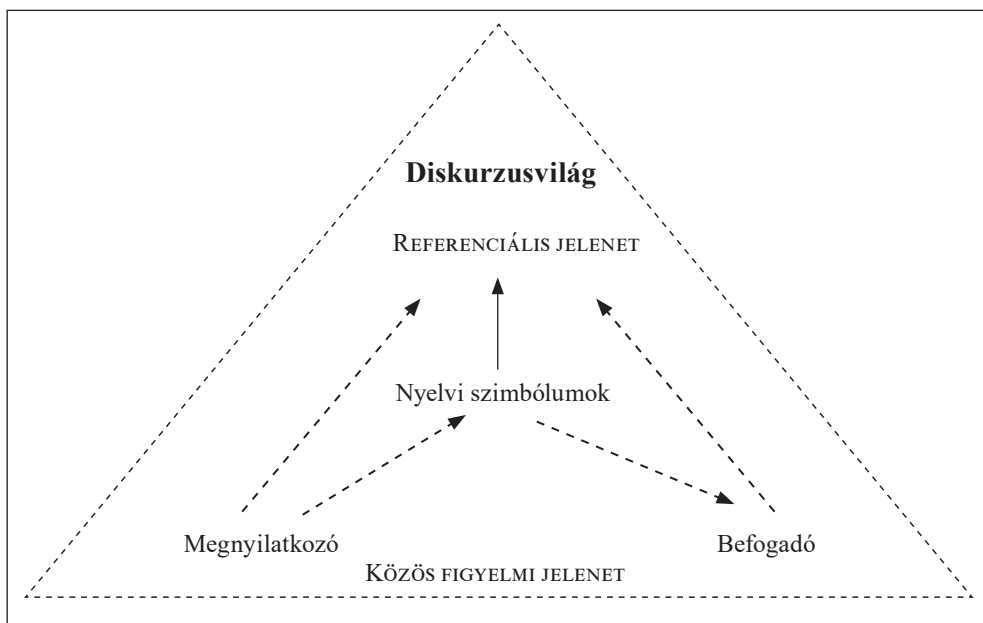 Diskurzusvilág
REFERENCIÁLIS JELENET
Nyelvi szimbólumok
Megnyilatkozó
Befogadó
KÖZÖS FIGYELMI JELENET